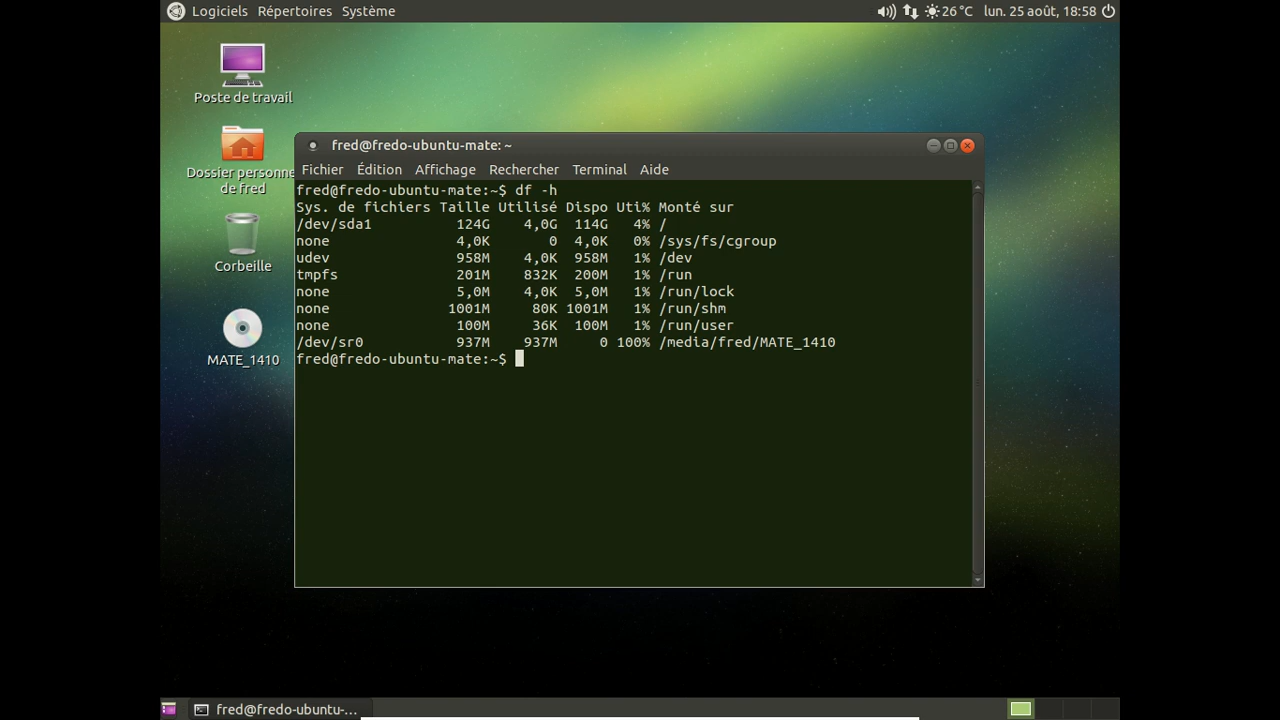 Logiciels Répertoires Système 26 °C lun. 25 août, 18:58
Poste de travail
Dossier personne
de fred
Corbeille
MATE_1410
fred@fredo-ubuntu-mate: ~
Fichier Édition Affichage Rechercher Terminal Aide
fred@fredo-ubuntu-mate:~$ df -h
Sys. de fichiers Taille Utilisé Dispo Uti% Monté sur
/dev/sda1 124G 4,0G 114G 4% /
none 4,0K 0 4,0K 0% /sys/fs/cgroup
udev 958M 4,0K 958M 1% /dev
tmpfs 201M 832K 200M 1% /run
none 5,0M 4,0K 5,0M 1% /run/lock
none 1001M 80K 1001M 1% /run/shm
none 100M 36K 100M 1% /run/user
/dev/sr0 937M 937M 0 100% /media/fred/MATE_1410
fred@fredo-ubuntu-mate:~$
fred@fredo-ubuntu-...